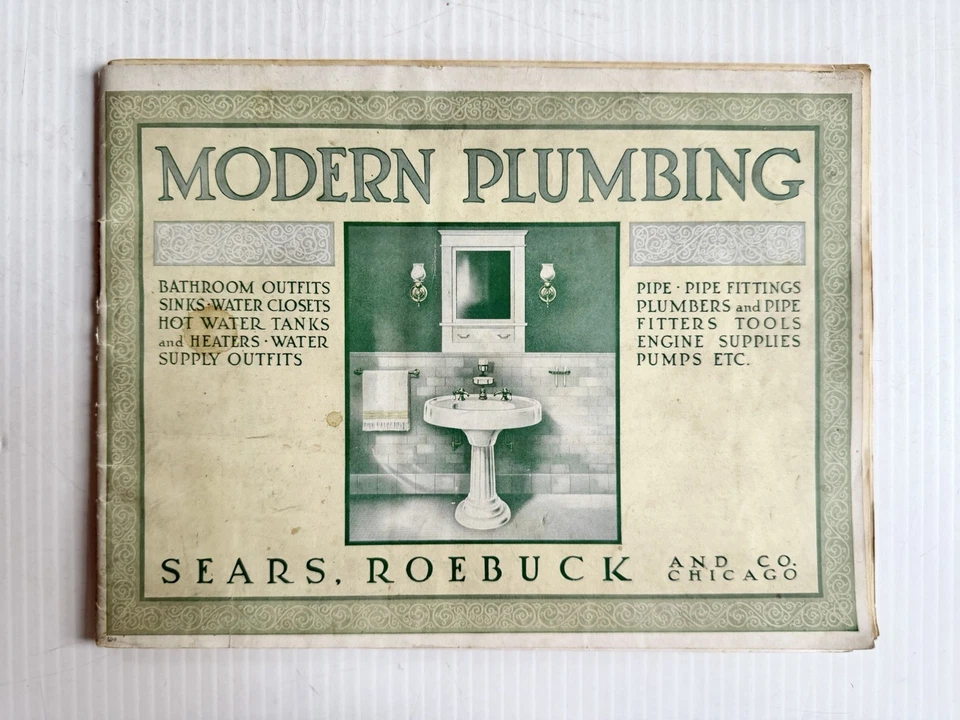 MODERN PLUMBING
BATHROOM OUTFITS
SINKS·WATER CLOSETS
HOT WATER TANKS
and HEATERS·WATER
SUPPLY OUTFITS
PIPE·PIPE FITTINGS
PLUMBERS and PIPE
FITTERS TOOLS
ENGINE SUPPLIES
PUMPS ETC.
SEARS, ROEBUCK
AND CO.
CHICAGO